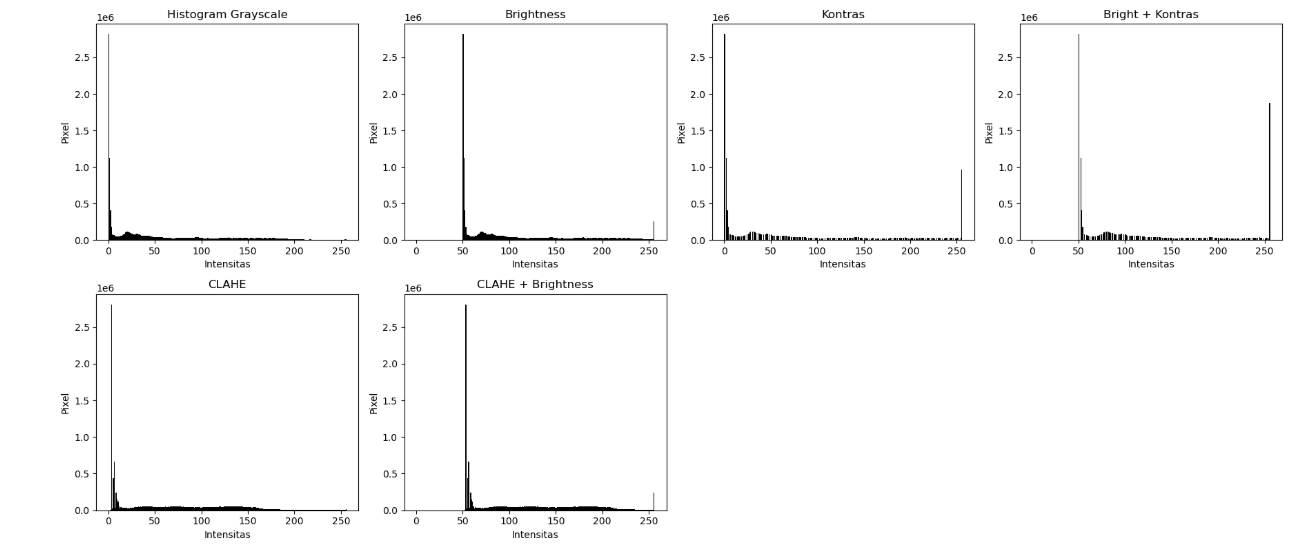 Histogram Grayscale
1e6
Pixel
2.5
2.0
1.5
1.0
0.5
0.0
0 50 100 150 200 250
Intensitas
Brightness
1e6
Pixel
2.5
2.0
1.5
1.0
0.5
0.0
0 50 100 150 200 250
Intensitas
Kontras
1e6
Pixel
2.5
2.0
1.5
1.0
0.5
0.0
0 50 100 150 200 250
Intensitas
Bright + Kontras
1e6
Pixel
2.5
2.0
1.5
1.0
0.5
0.0
0 50 100 150 200 250
Intensitas
CLAHE
1e6
Pixel
2.5
2.0
1.5
1.0
0.5
0.0
0 50 100 150 200 250
Intensitas
CLAHE + Brightness
1e6
Pixel
2.5
2.0
1.5
1.0
0.5
0.0
0 50 100 150 200 250
Intensitas